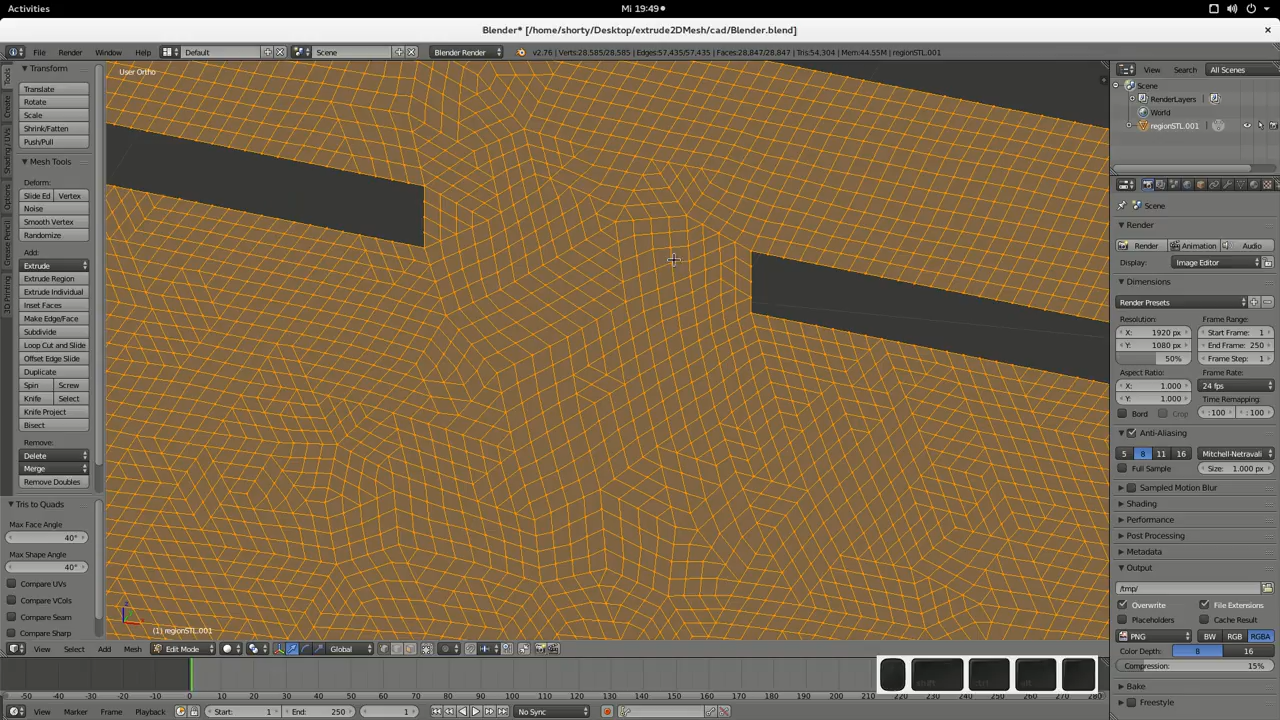 Activities
Mi 19:49
Blender* [/home/shorty/Desktop/extrude2DMesh/cad/Blender.blend]
File Render Window Help Default Scene Blender Render v2.76 | Verts:28,585/28,585 | Edges:57,435/57,435 | Faces:28,847/28,847 | Tris:54,304 | Mem:44.55M | regionSTL.001
View Search All Scenes
Scene
RenderLayers
World
regionSTL.001
User Ortho
Tools
Create
Shading / UVs
Options
Grease Pencil
3D Printing
Transform
Translate
Rotate
Scale
Shrink/Fatten
Push/Pull
Mesh Tools
Deform:
Slide Ed Vertex
Noise
Smooth Vertex
Randomize
Add:
Extrude
Extrude Region
Extrude Individual
Inset Faces
Make Edge/Face
Subdivide
Loop Cut and Slide
Offset Edge Slide
Duplicate
Spin Screw
Knife Select
Knife Project
Bisect
Remove:
Delete
Merge
Remove Doubles
Tris to Quads
Max Face Angle
40°
Max Shape Angle
40°
Compare UVs
Compare VCols
Compare Seam
Compare Sharp
(1) regionSTL.001
Scene
Render
Render Animation Audio
Display: Image Editor
Dimensions
Render Presets
Resolution: Frame Range:
X: 1920 px Start Frame: 1
Y: 1080 px End Frame: 250
50% Frame Step: 1
Aspect Ratio: Frame Rate:
X: 1.000 24 fps
Y: 1.000 Time Remapping
Bord Crop :100 :100
Anti-Aliasing
5 8 11 16 Mitchell-Netravali
Full Sample Size: 1.000 px
Sampled Motion Blur
Shading
Performance
Post Processing
Metadata
Output
/tmp/
Overwrite File Extensions
Placeholders Cache Result
PNG BW RGB RGBA
Color Depth: 8 16
Compression: 15%
Bake
Freestyle
View Select Add Mesh Edit Mode Global
shift ctrl alt
-50 -40 -30 -20 -10 0 10 20 30 40 50 60 70 80 90 100 110 120 130 140 150 160 170 180 190 200 210 220 230 240 250 260 270 280
View Marker Frame Playback Start: 1 End: 250 1 No Sync